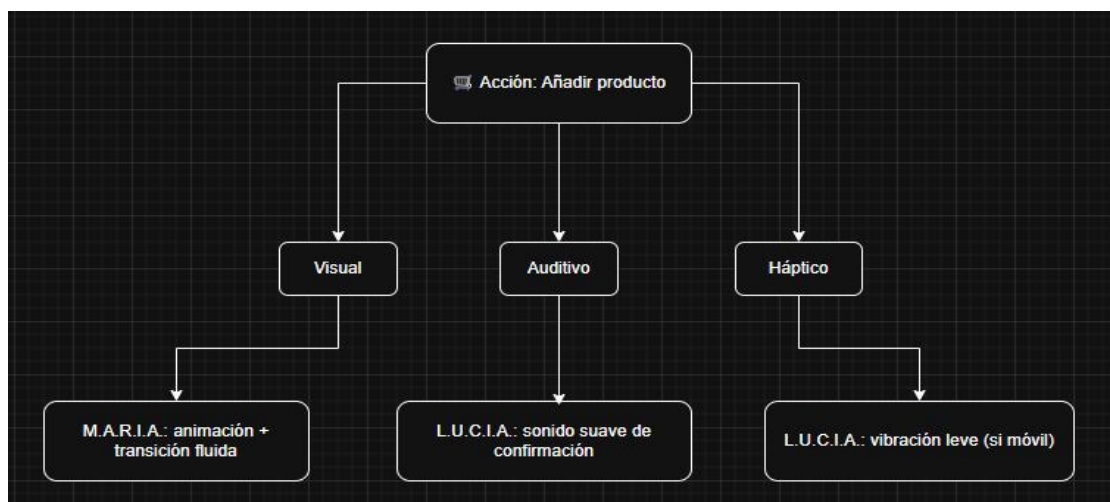 🛒 Acción: Añadir producto
Visual
Auditivo
Háptico
M.A.R.I.A.: animación +
transición fluida
L.U.C.I.A.: sonido suave de
confirmación
L.U.C.I.A.: vibración leve (si móvil)